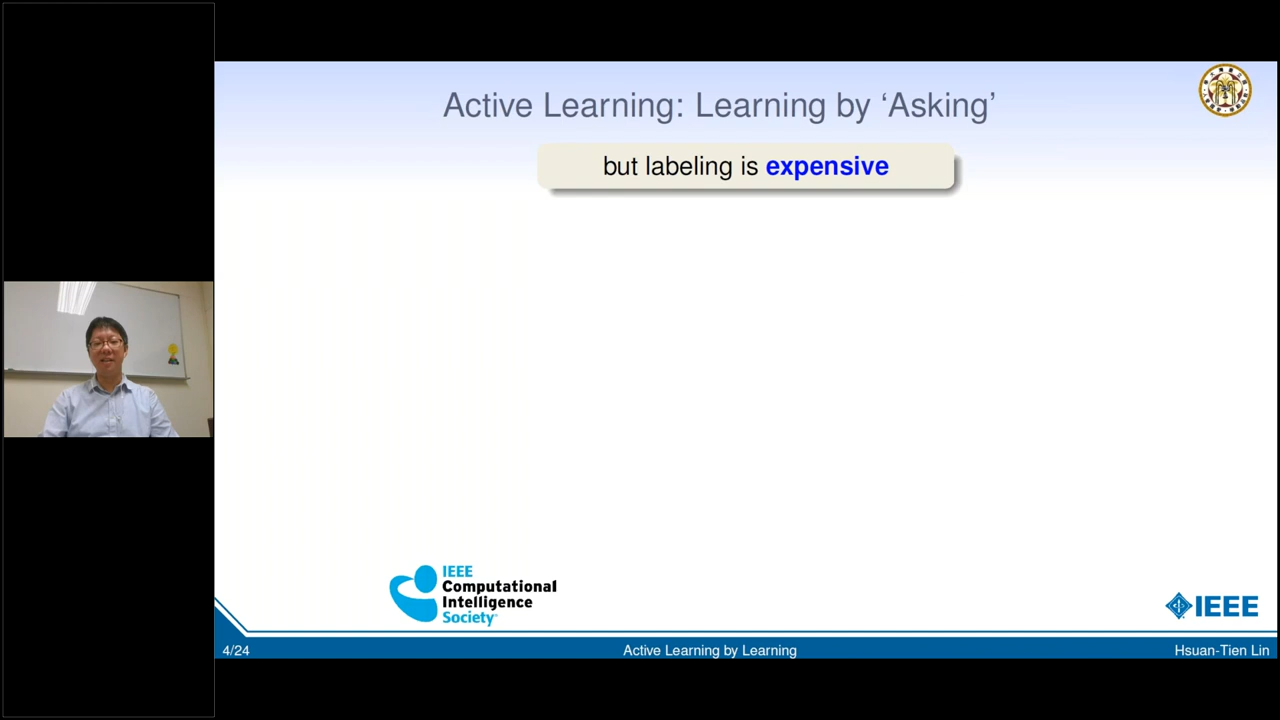 Active Learning: Learning by ‘Asking’
but labeling is expensive
IEEE
Computational
Intelligence
Society
IEEE
4/24
Active Learning by Learning
Hsuan-Tien Lin